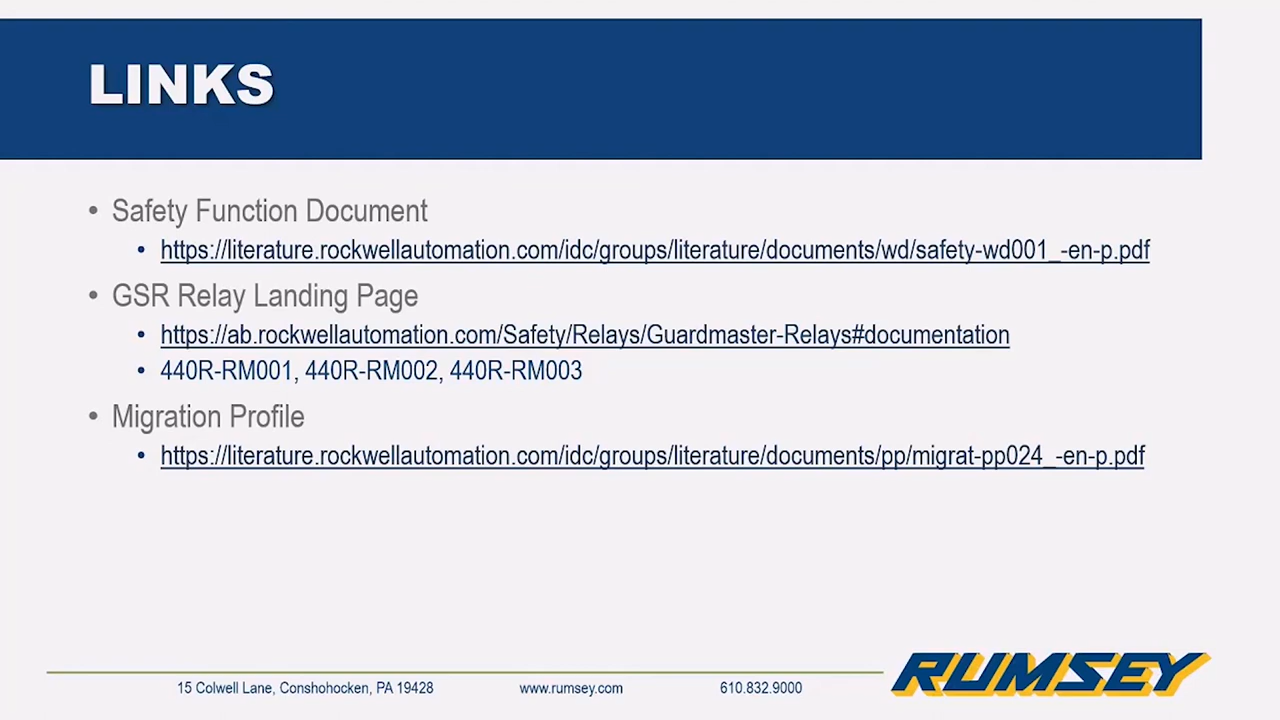 LINKS
• Safety Function Document
• https://literature.rockwellautomation.com/idc/groups/literature/documents/wd/safety-wd001_-en-p.pdf
• GSR Relay Landing Page
• https://ab.rockwellautomation.com/Safety/Relays/Guardmaster-Relays#documentation
• 440R-RM001, 440R-RM002, 440R-RM003
• Migration Profile
• https://literature.rockwellautomation.com/idc/groups/literature/documents/pp/migrat-pp024_-en-p.pdf
15 Colwell Lane, Conshohocken, PA 19428 www.rumsey.com 610.832.9000
RUMSEY